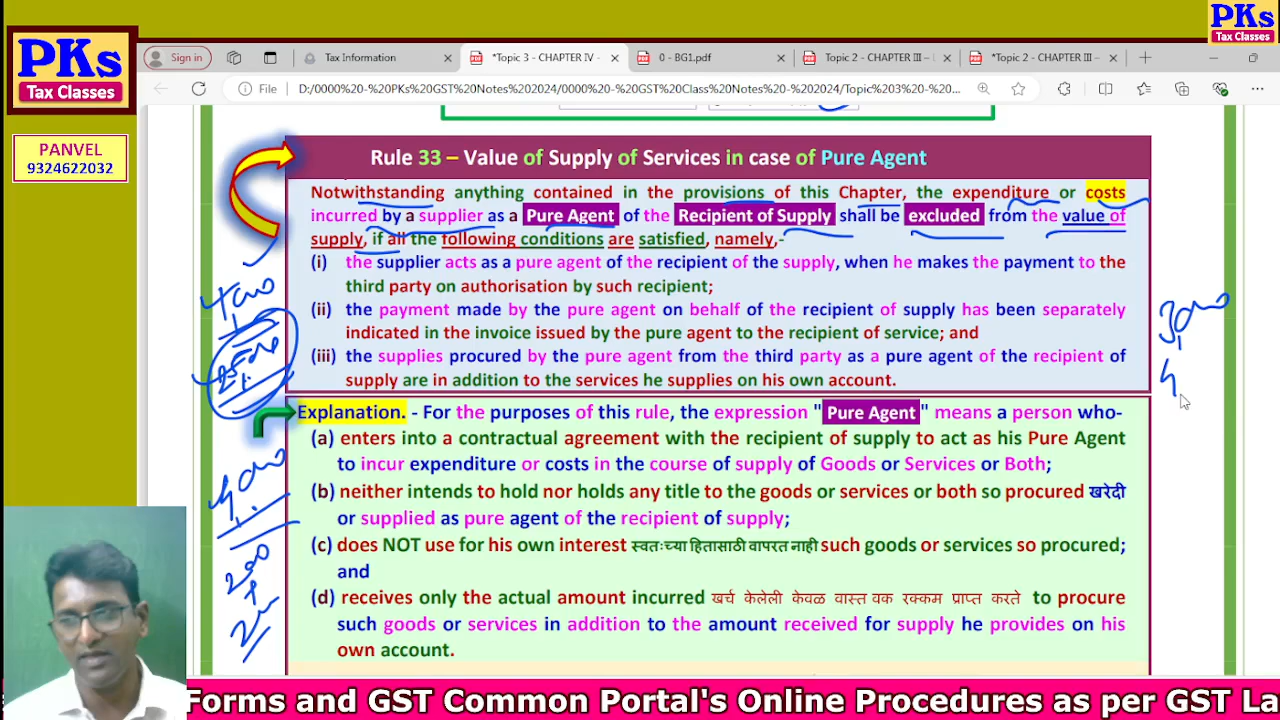 PKs
Tax Classes
PKs
Tax Classes
Sign in
Tax Information
*Topic 3 - CHAPTER IV -
0 - BG1.pdf
Topic 2 - CHAPTER III –
*Topic 2 - CHAPTER III –
File
D:/0000%20-%20PKs%20GST%20Notes%202024/0000%20-%20GST%20Class%20Notes%20-%202024/Topic%203%20-%20...
PANVEL
9324622032
Rule 33 – Value of Supply of Services in case of Pure Agent
Notwithstanding anything contained in the provisions of this Chapter, the expenditure or costs
incurred by a supplier as a Pure Agent of the Recipient of Supply shall be excluded from the value of
supply, if all the following conditions are satisfied, namely,-
(i) the supplier acts as a pure agent of the recipient of the supply, when he makes the payment to the
third party on authorisation by such recipient;
(ii) the payment made by the pure agent on behalf of the recipient of supply has been separately
indicated in the invoice issued by the pure agent to the recipient of service; and
(iii) the supplies procured by the pure agent from the third party as a pure agent of the recipient of
supply are in addition to the services he supplies on his own account.
Explanation. - For the purposes of this rule, the expression "Pure Agent" means a person who-
(a) enters into a contractual agreement with the recipient of supply to act as his Pure Agent
to incur expenditure or costs in the course of supply of Goods or Services or Both;
(b) neither intends to hold nor holds any title to the goods or services or both so procured खरेदी
or supplied as pure agent of the recipient of supply;
(c) does NOT use for his own interest स्वतःच्या हितासाठी वापरत नाही such goods or services so procured;
and
(d) receives only the actual amount incurred खर्च केलेली केवळ वास्तवक रक्कम प्राप्त करते to procure
such goods or services in addition to the amount received for supply he provides on his
own account.
Forms and GST Common Portal's Online Procedures as per GST La